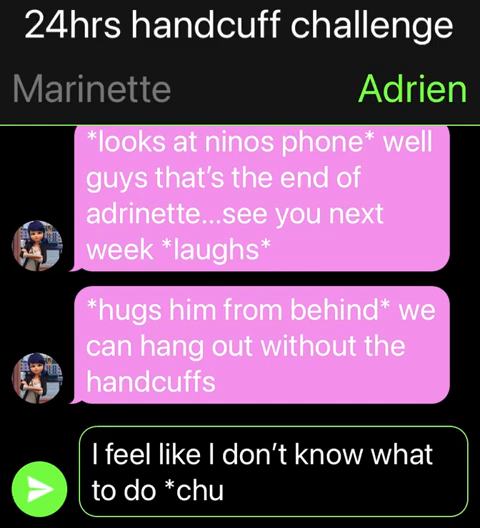 24hrs handcuff challenge
Marinette
Adrien
*looks at ninos phone* well
guys that's the end of
adrinette...see you next
week *laughs*
*hugs him from behind* we
can hang out without the
handcuffs
I feel like I don't know what
to do *chu